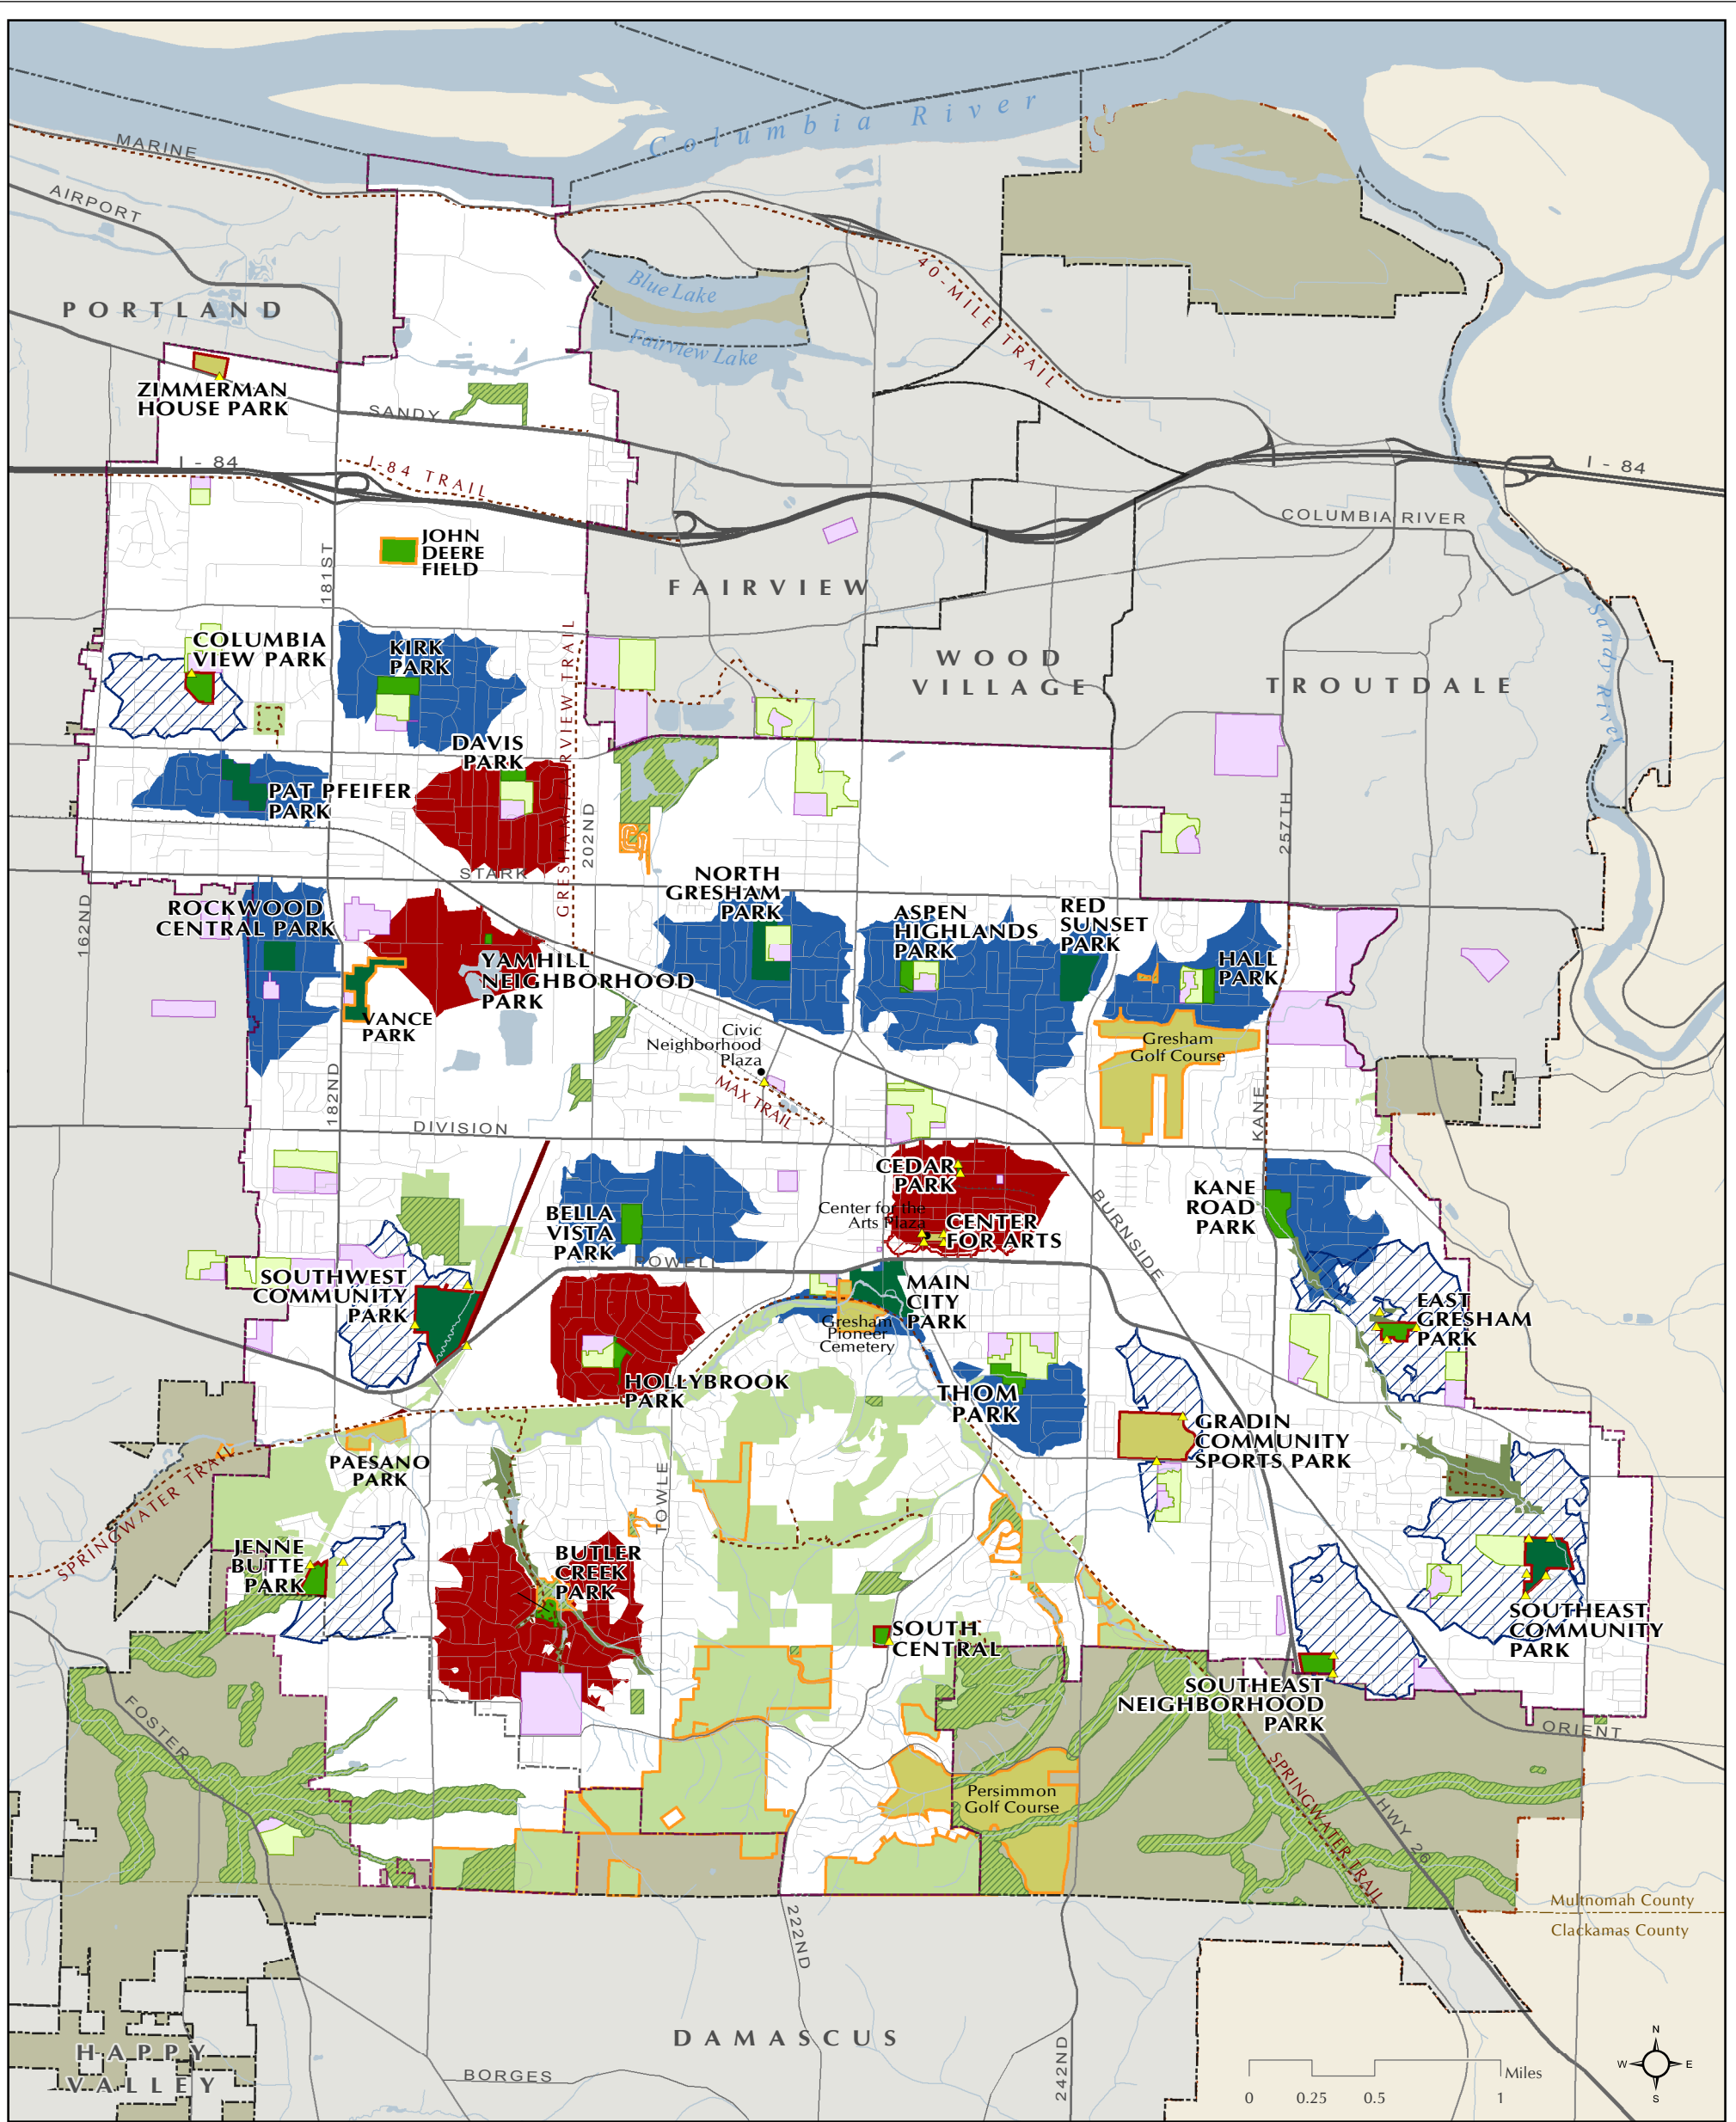 Columbia River
MARINE
AIRPORT
PORTLAND
Blue Lake
Fairview Lake
40-MILE TRAIL
ZIMMERMAN
HOUSE PARK
SANDY
I - 84
I-84 TRAIL
I - 84
COLUMBIA RIVER
JOHN
DEERE
FIELD
181ST
FAIRVIEW
WOOD
VILLAGE
TROUTDALE
Sandy River
COLUMBIA
VIEW PARK
KIRK
PARK
GRESHAM FAIRVIEW TRAIL
DAVIS
PARK
PAT PFEIFER
PARK
202ND
257TH
STARK
162ND
ROCKWOOD
CENTRAL PARK
NORTH
GRESHAM
PARK
ASPEN
HIGHLANDS
PARK
RED
SUNSET
PARK
HALL
PARK
YAMHILL
NEIGHBORHOOD
PARK
VANCE
PARK
Civic
Neighborhood
Plaza
MAX TRAIL
Gresham
Golf Course
182ND
KANE
DIVISION
CEDAR
PARK
Center for the
Arts Plaza
CENTER
FOR ARTS
BURNSIDE
KANE
ROAD
PARK
BELLA
VISTA
PARK
POWELL
SOUTHWEST
COMMUNITY
PARK
MAIN
CITY
PARK
Gresham
Pioneer
Cemetery
EAST
GRESHAM
PARK
HOLLYBROOK
PARK
THOM
PARK
GRADIN
COMMUNITY
SPORTS PARK
PAESANO
PARK
SPRINGWATER TRAIL
TOWLE
JENNE
BUTTE
PARK
BUTLER
CREEK
PARK
SOUTH
CENTRAL
SOUTHEAST
COMMUNITY
PARK
SOUTHEAST
NEIGHBORHOOD
PARK
FOSTER
ORIENT
Persimmon
Golf Course
SPRINGWATER TRAIL
HWY 26
Multnomah County
Clackamas County
222ND
DAMASCUS
242ND
HAPPY
VALLEY
BORGES
N
W E
S
Miles
0 0.25 0.5 1